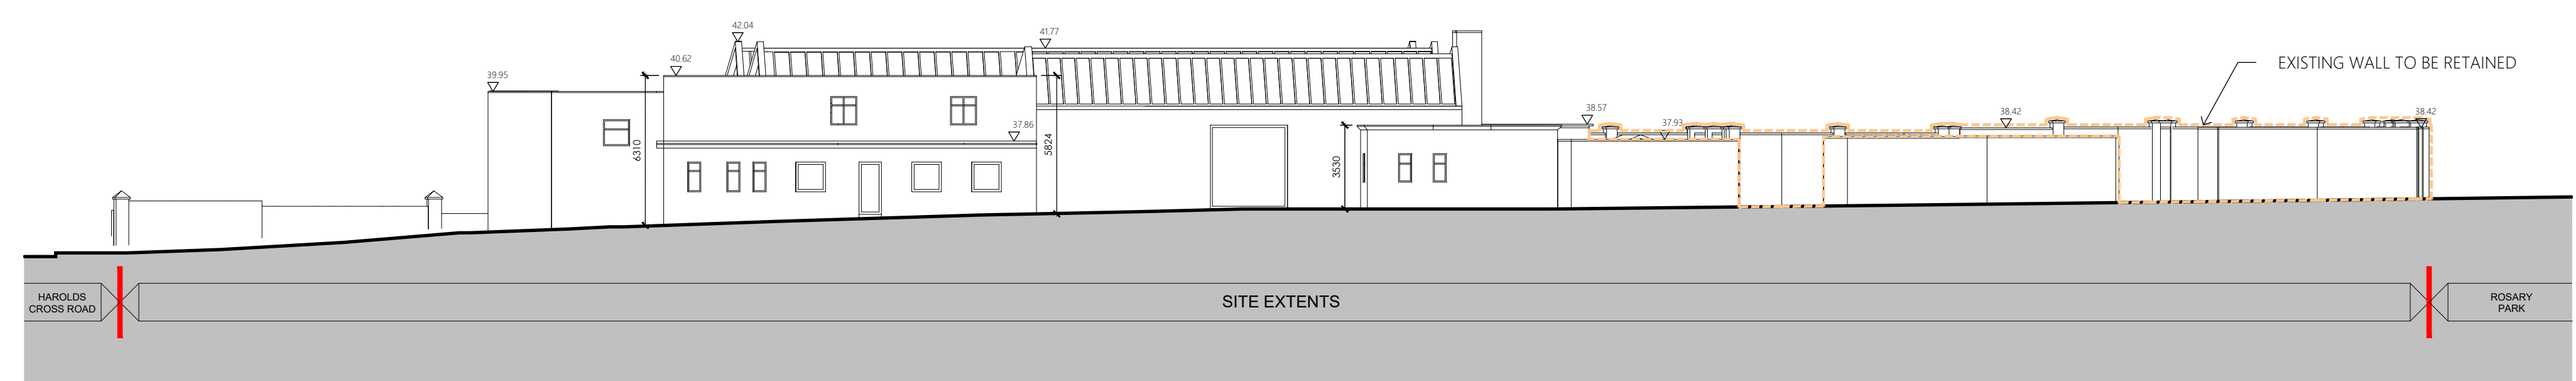 42.04
41.77
40.62
39.95
EXISTING WALL TO BE RETAINED
38.57
38.42
38.42
37.93
37.86
6310
5824
3530
HAROLDS
CROSS ROAD
SITE EXTENTS
ROSARY
PARK